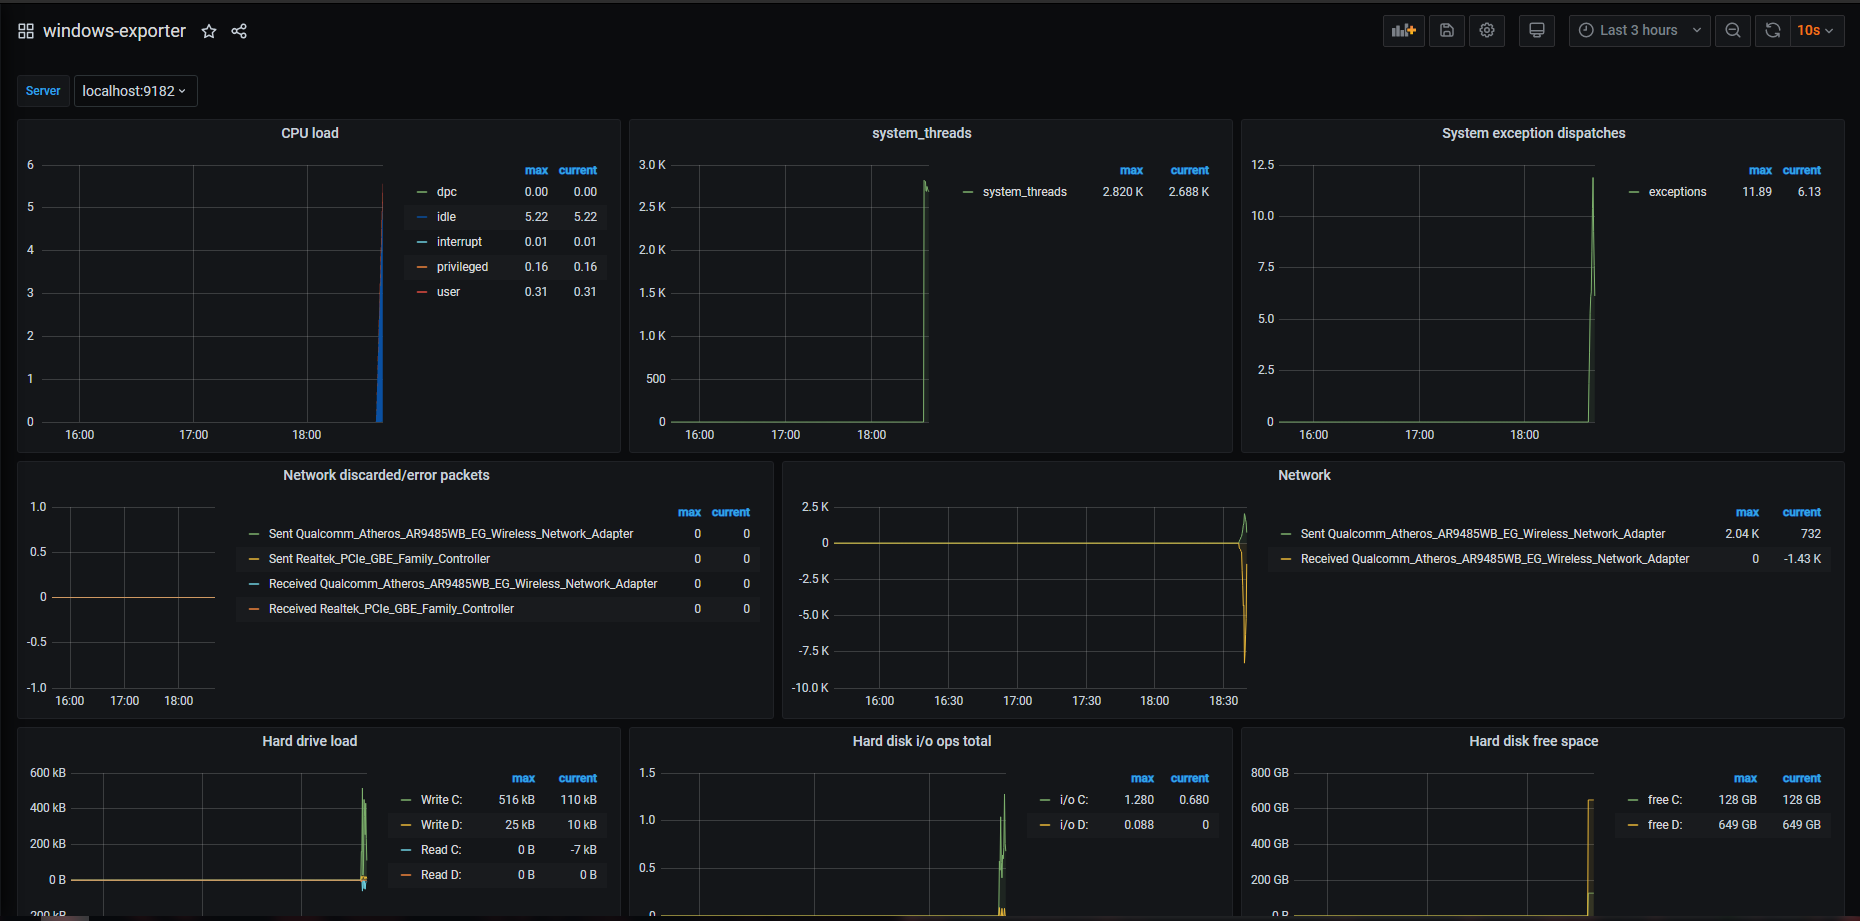 windows-exporter
Last 3 hours
10s
Server localhost:9182
CPU load
6
5
4
3
2
1
0
16:00 17:00 18:00
max current
dpc 0.00 0.00
idle 5.22 5.22
interrupt 0.01 0.01
privileged 0.16 0.16
user 0.31 0.31
system_threads
3.0 K
2.5 K
2.0 K
1.5 K
1.0 K
500
0
16:00 17:00 18:00
max current
system_threads 2.820 K 2.688 K
System exception dispatches
12.5
10.0
7.5
5.0
2.5
0
16:00 17:00 18:00
max current
exceptions 11.89 6.13
Network discarded/error packets
1.0
0.5
0
-0.5
-1.0
16:00 17:00 18:00
max current
Sent Qualcomm_Atheros_AR9485WB_EG_Wireless_Network_Adapter 0 0
Sent Realtek_PCIe_GBE_Family_Controller 0 0
Received Qualcomm_Atheros_AR9485WB_EG_Wireless_Network_Adapter 0 0
Received Realtek_PCIe_GBE_Family_Controller 0 0
Network
2.5 K
0
-2.5 K
-5.0 K
-7.5 K
-10.0 K
16:00 16:30 17:00 17:30 18:00 18:30
max current
Sent Qualcomm_Atheros_AR9485WB_EG_Wireless_Network_Adapter 2.04 K 732
Received Qualcomm_Atheros_AR9485WB_EG_Wireless_Network_Adapter 0 -1.43 K
Hard drive load
600 kB
400 kB
200 kB
0 B
200 kB
max current
Write C: 516 kB 110 kB
Write D: 25 kB 10 kB
Read C: 0 B -7 kB
Read D: 0 B 0 B
Hard disk i/o ops total
1.5
1.0
0.5
0
max current
i/o C: 1.280 0.680
i/o D: 0.088 0
Hard disk free space
800 GB
600 GB
400 GB
200 GB
0 B
max current
free C: 128 GB 128 GB
free D: 649 GB 649 GB